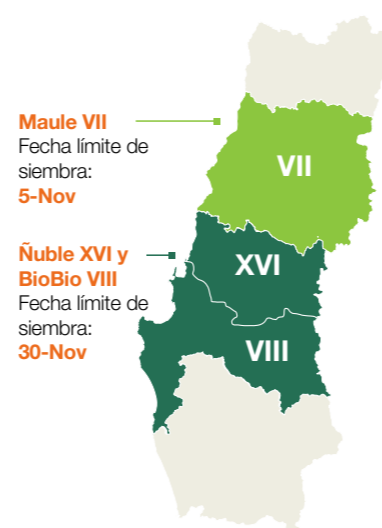 Maule VII
Fecha límite de
siembra:
5-Nov
VII
Ñuble XVI y
BioBio VIII
Fecha límite de
siembra:
30-Nov
XVI
VIII